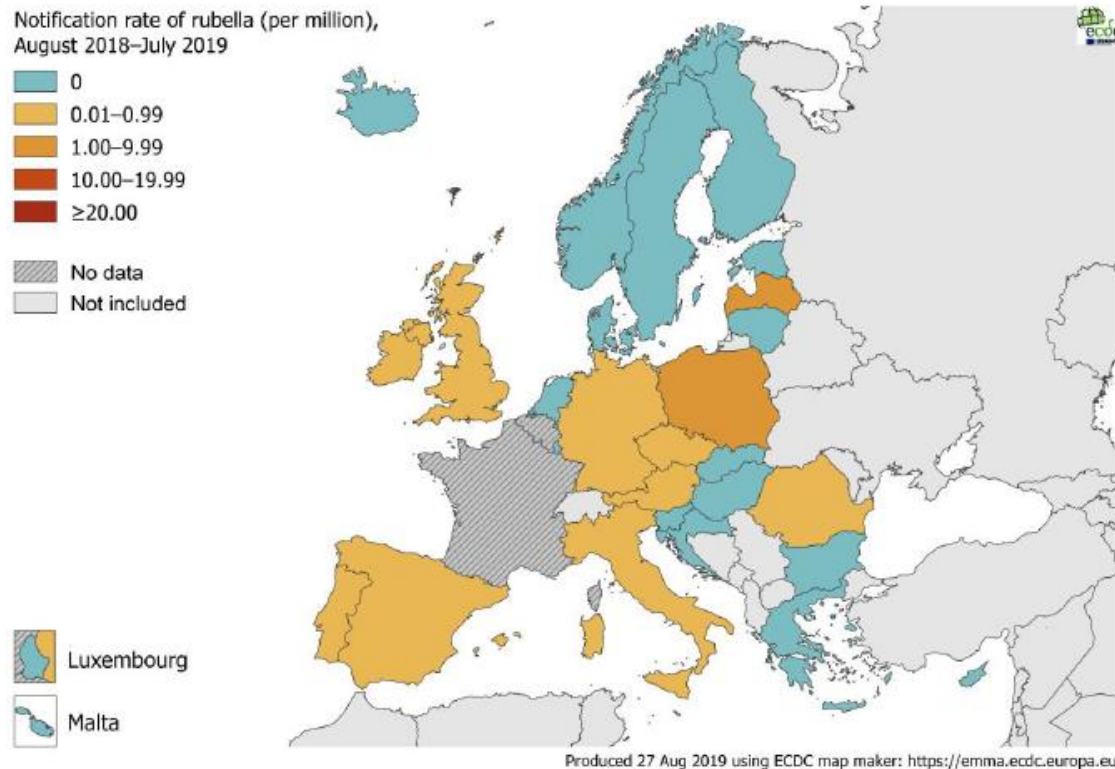 Notification rate of rubella (per million),
August 2018–July 2019
ecdc
0
0.01–0.99
1.00–9.99
10.00–19.99
≥20.00
No data
Not included
Luxembourg
Malta
Produced 27 Aug 2019 using ECDC map maker: https://emma.ecdc.europa.eu